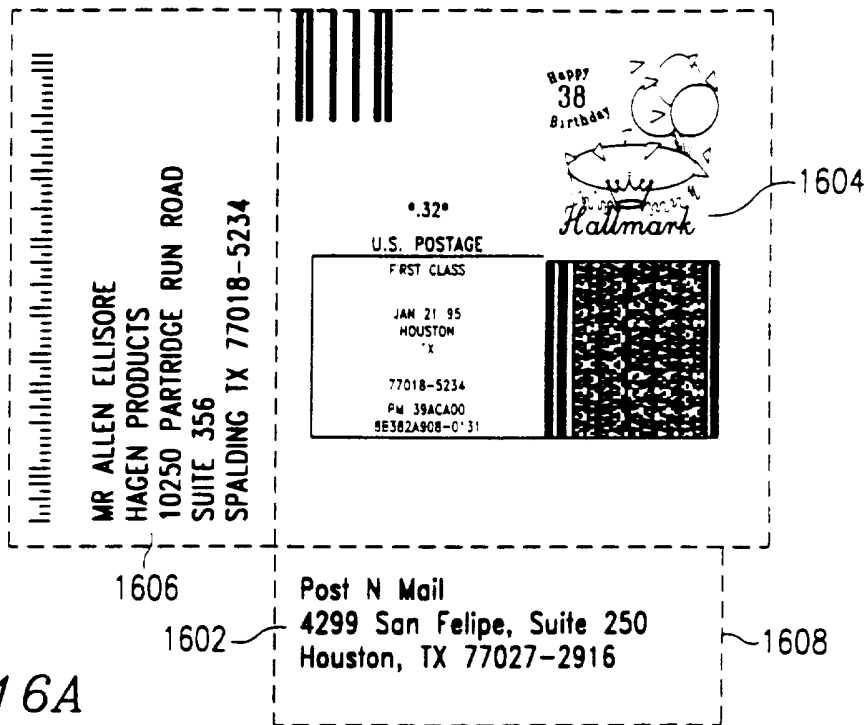 MR ALLEN ELLISORE
HAGEN PRODUCTS
10250 PARTRIDGE RUN ROAD
SUITE 356
SPALDING TX 77018-5234
Happy
38
Birthday
Hallmark
.32
U.S. POSTAGE
FIRST CLASS
JAN 21 95
HOUSTON
TX
77018-5234
PM 39ACA00
1604
1606
Post N Mail
4299 San Felipe, Suite 250
Houston, TX 77027-2916
1602
1608
16A